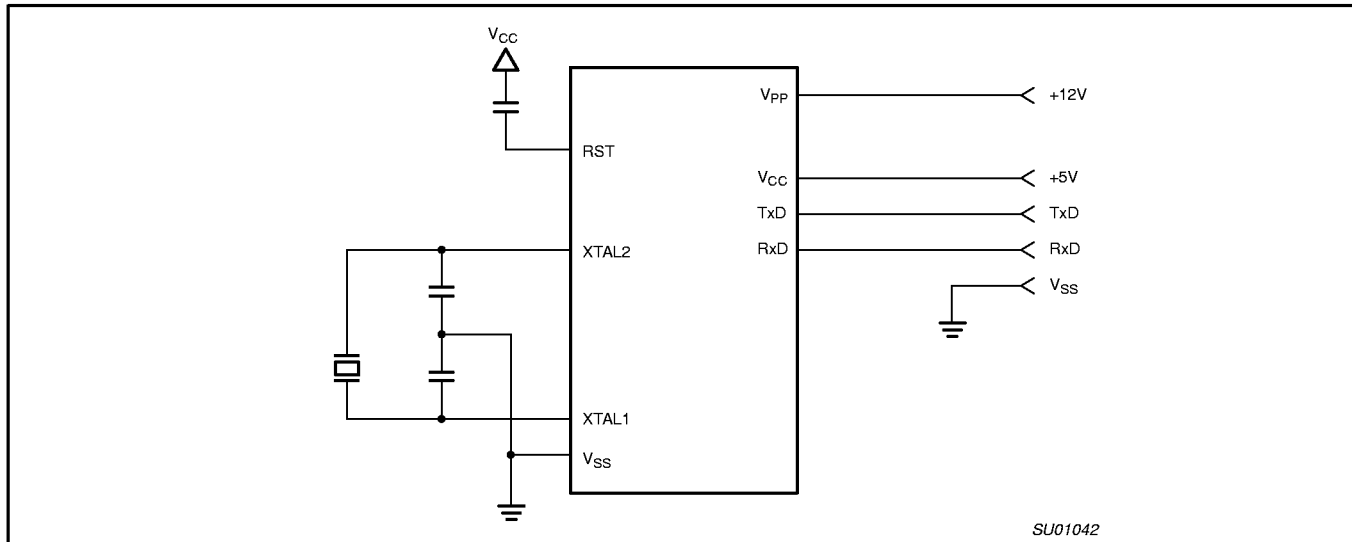 VCC
VPP
+12V
RST
VCC
+5V
TxD
TxD
RxD
RxD
XTAL2
VSS
XTAL1
VSS
SU01042